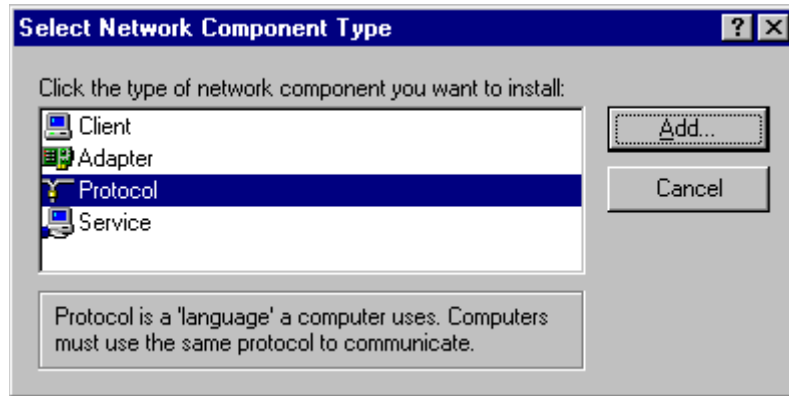 Select Network Component Type
Click the type of network component you want to install:
Client
Adapter
Protocol
Service
Add...
Cancel
Protocol is a 'language' a computer uses. Computers
must use the same protocol to communicate.